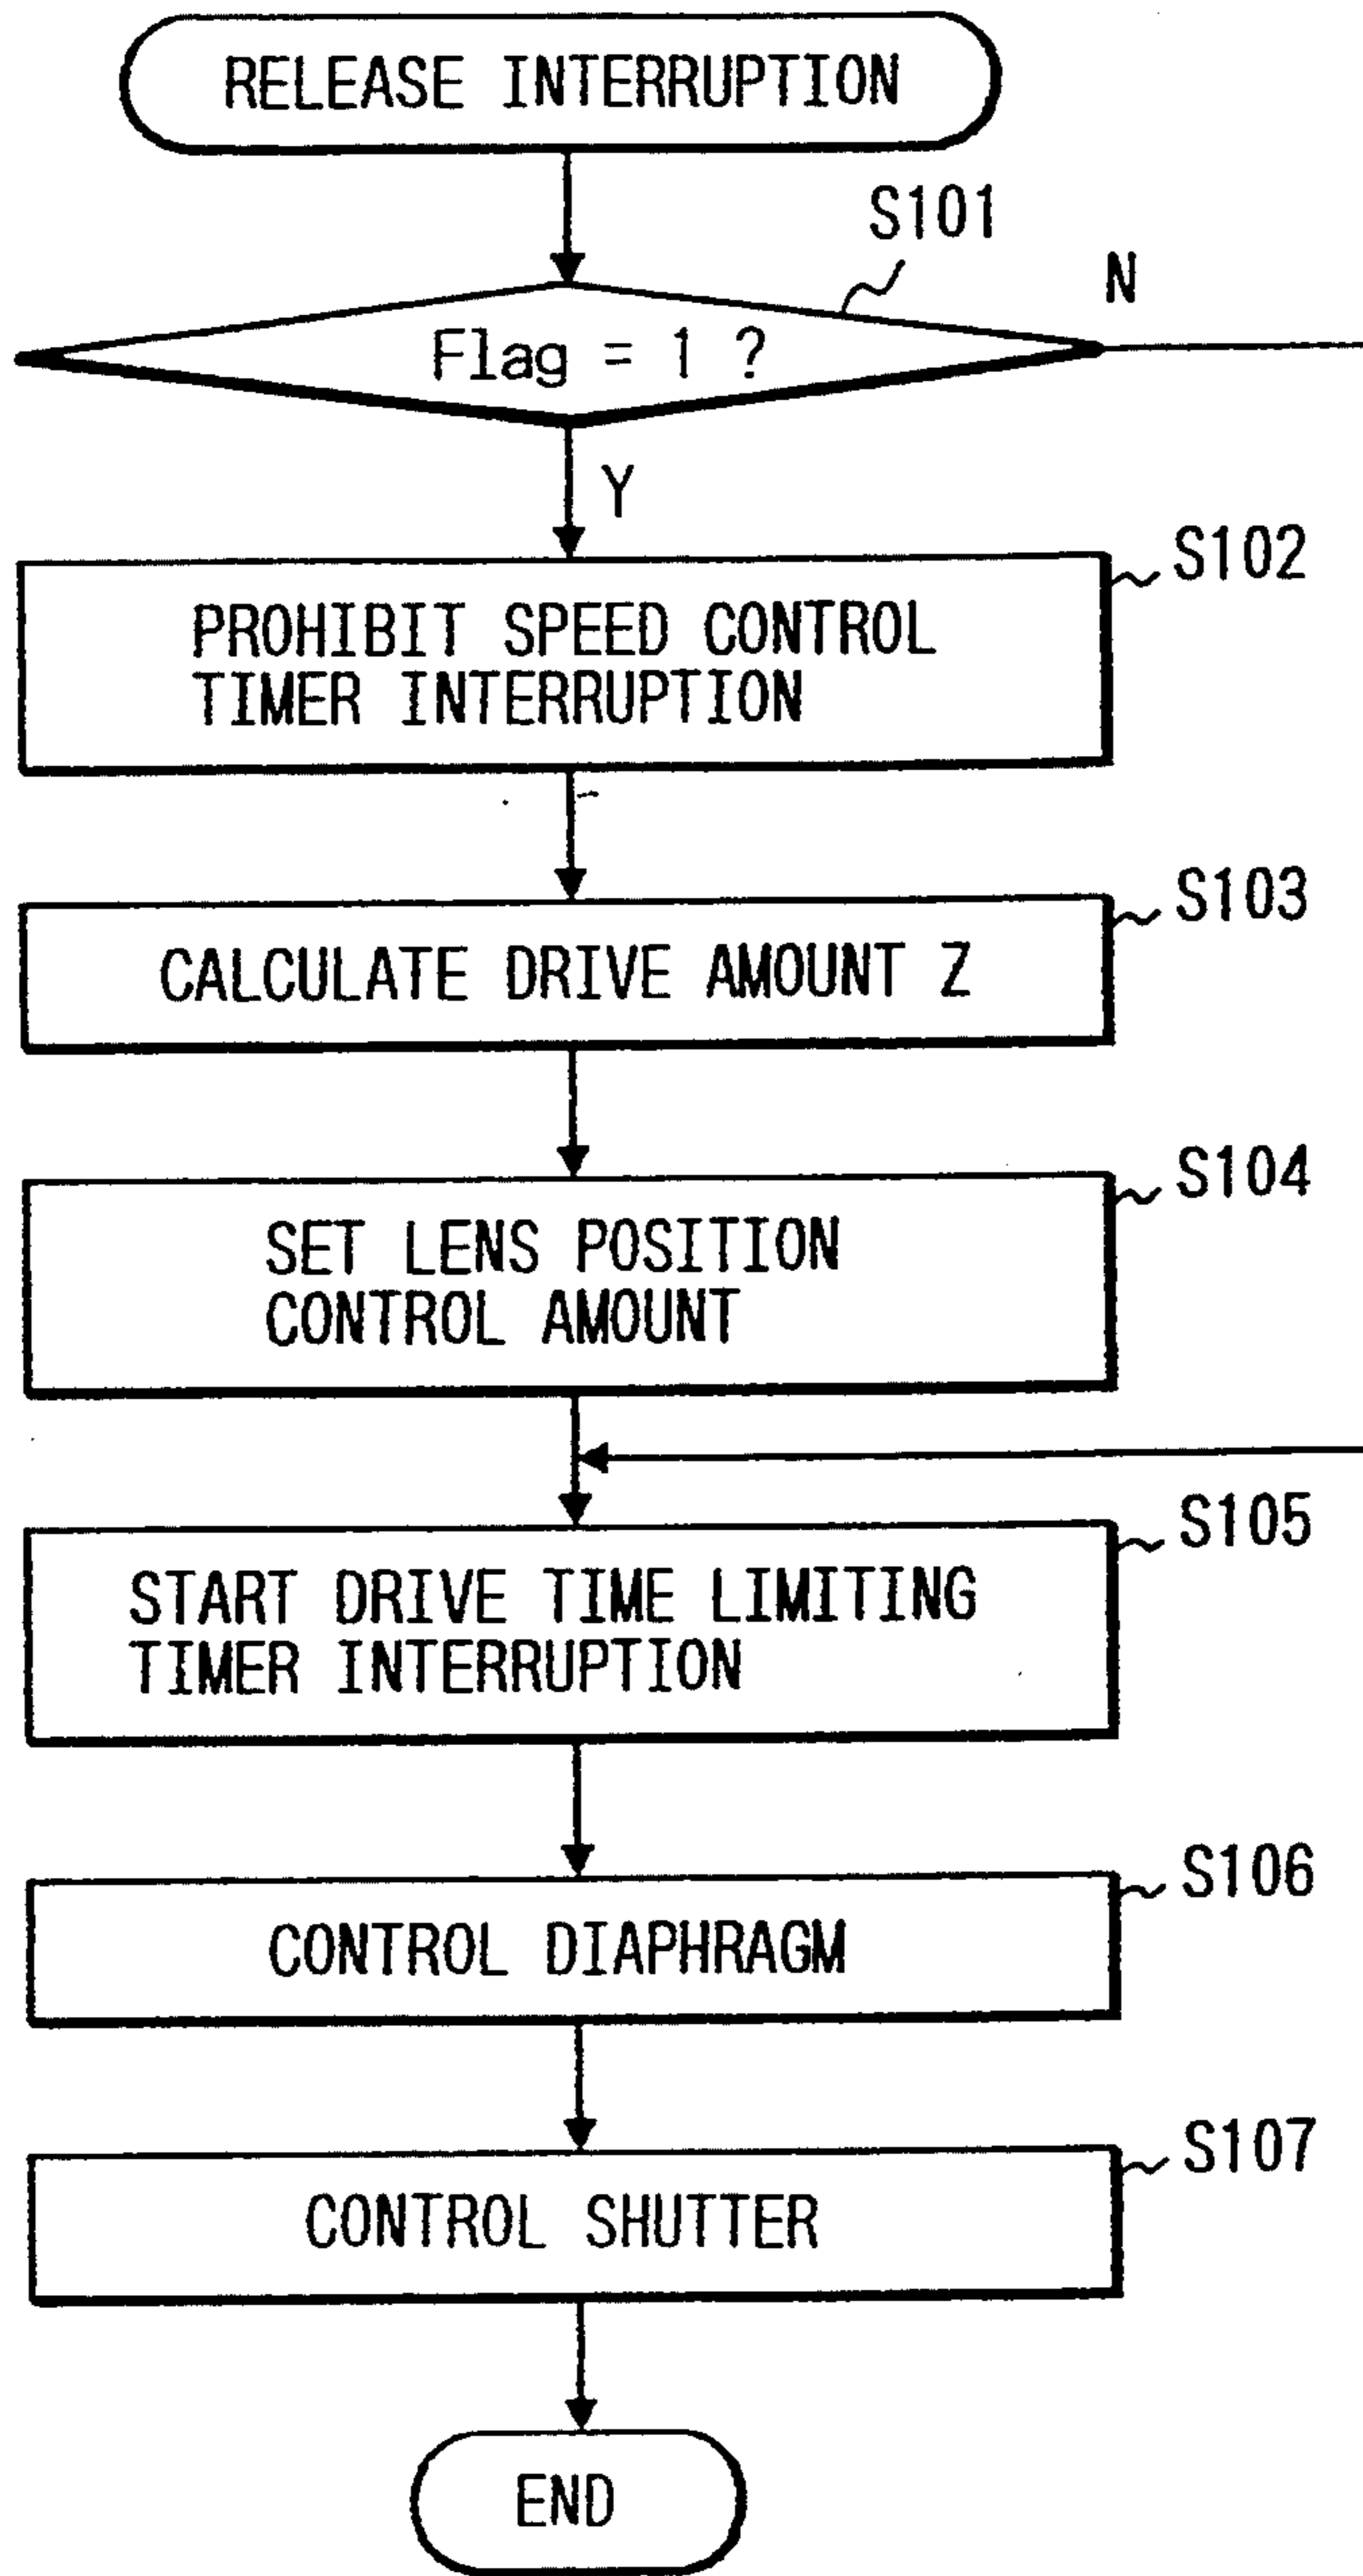 RELEASE INTERRUPTION
S101
N
Flag = 1 ?
Y
S102
PROHIBIT SPEED CONTROL
TIMER INTERRUPTION
S103
CALCULATE DRIVE AMOUNT Z
S104
SET LENS POSITION
CONTROL AMOUNT
S105
START DRIVE TIME LIMITING
TIMER INTERRUPTION
S106
CONTROL DIAPHRAGM
S107
CONTROL SHUTTER
END